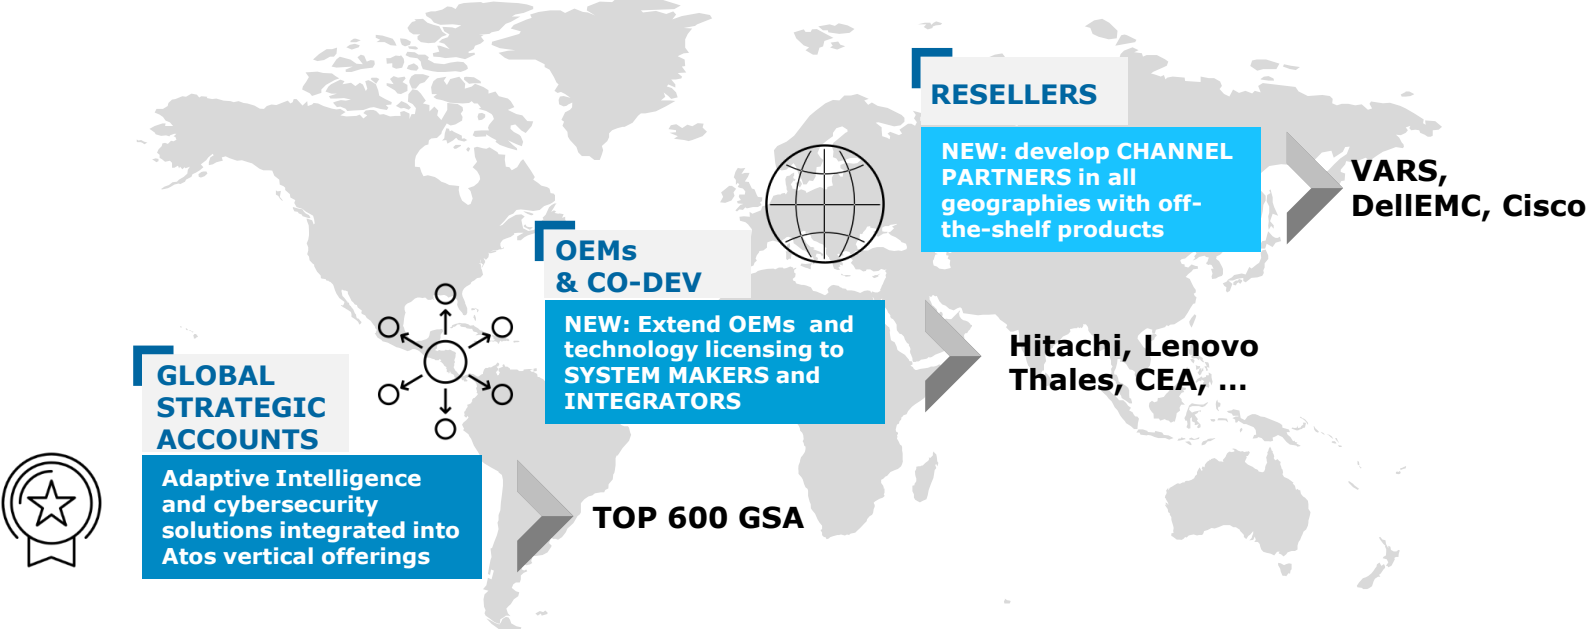 RESELLERS
NEW: develop CHANNEL
PARTNERS in all
geographies with off-
the-shelf products
VARS,
DellEMC, Cisco
OEMs
& CO-DEV
NEW: Extend OEMs and
technology licensing to
SYSTEM MAKERS and
INTEGRATORS
Hitachi, Lenovo
Thales, CEA, ...
GLOBAL
STRATEGIC
ACCOUNTS
Adaptive Intelligence
and cybersecurity
solutions integrated into
Atos vertical offerings
TOP 600 GSA